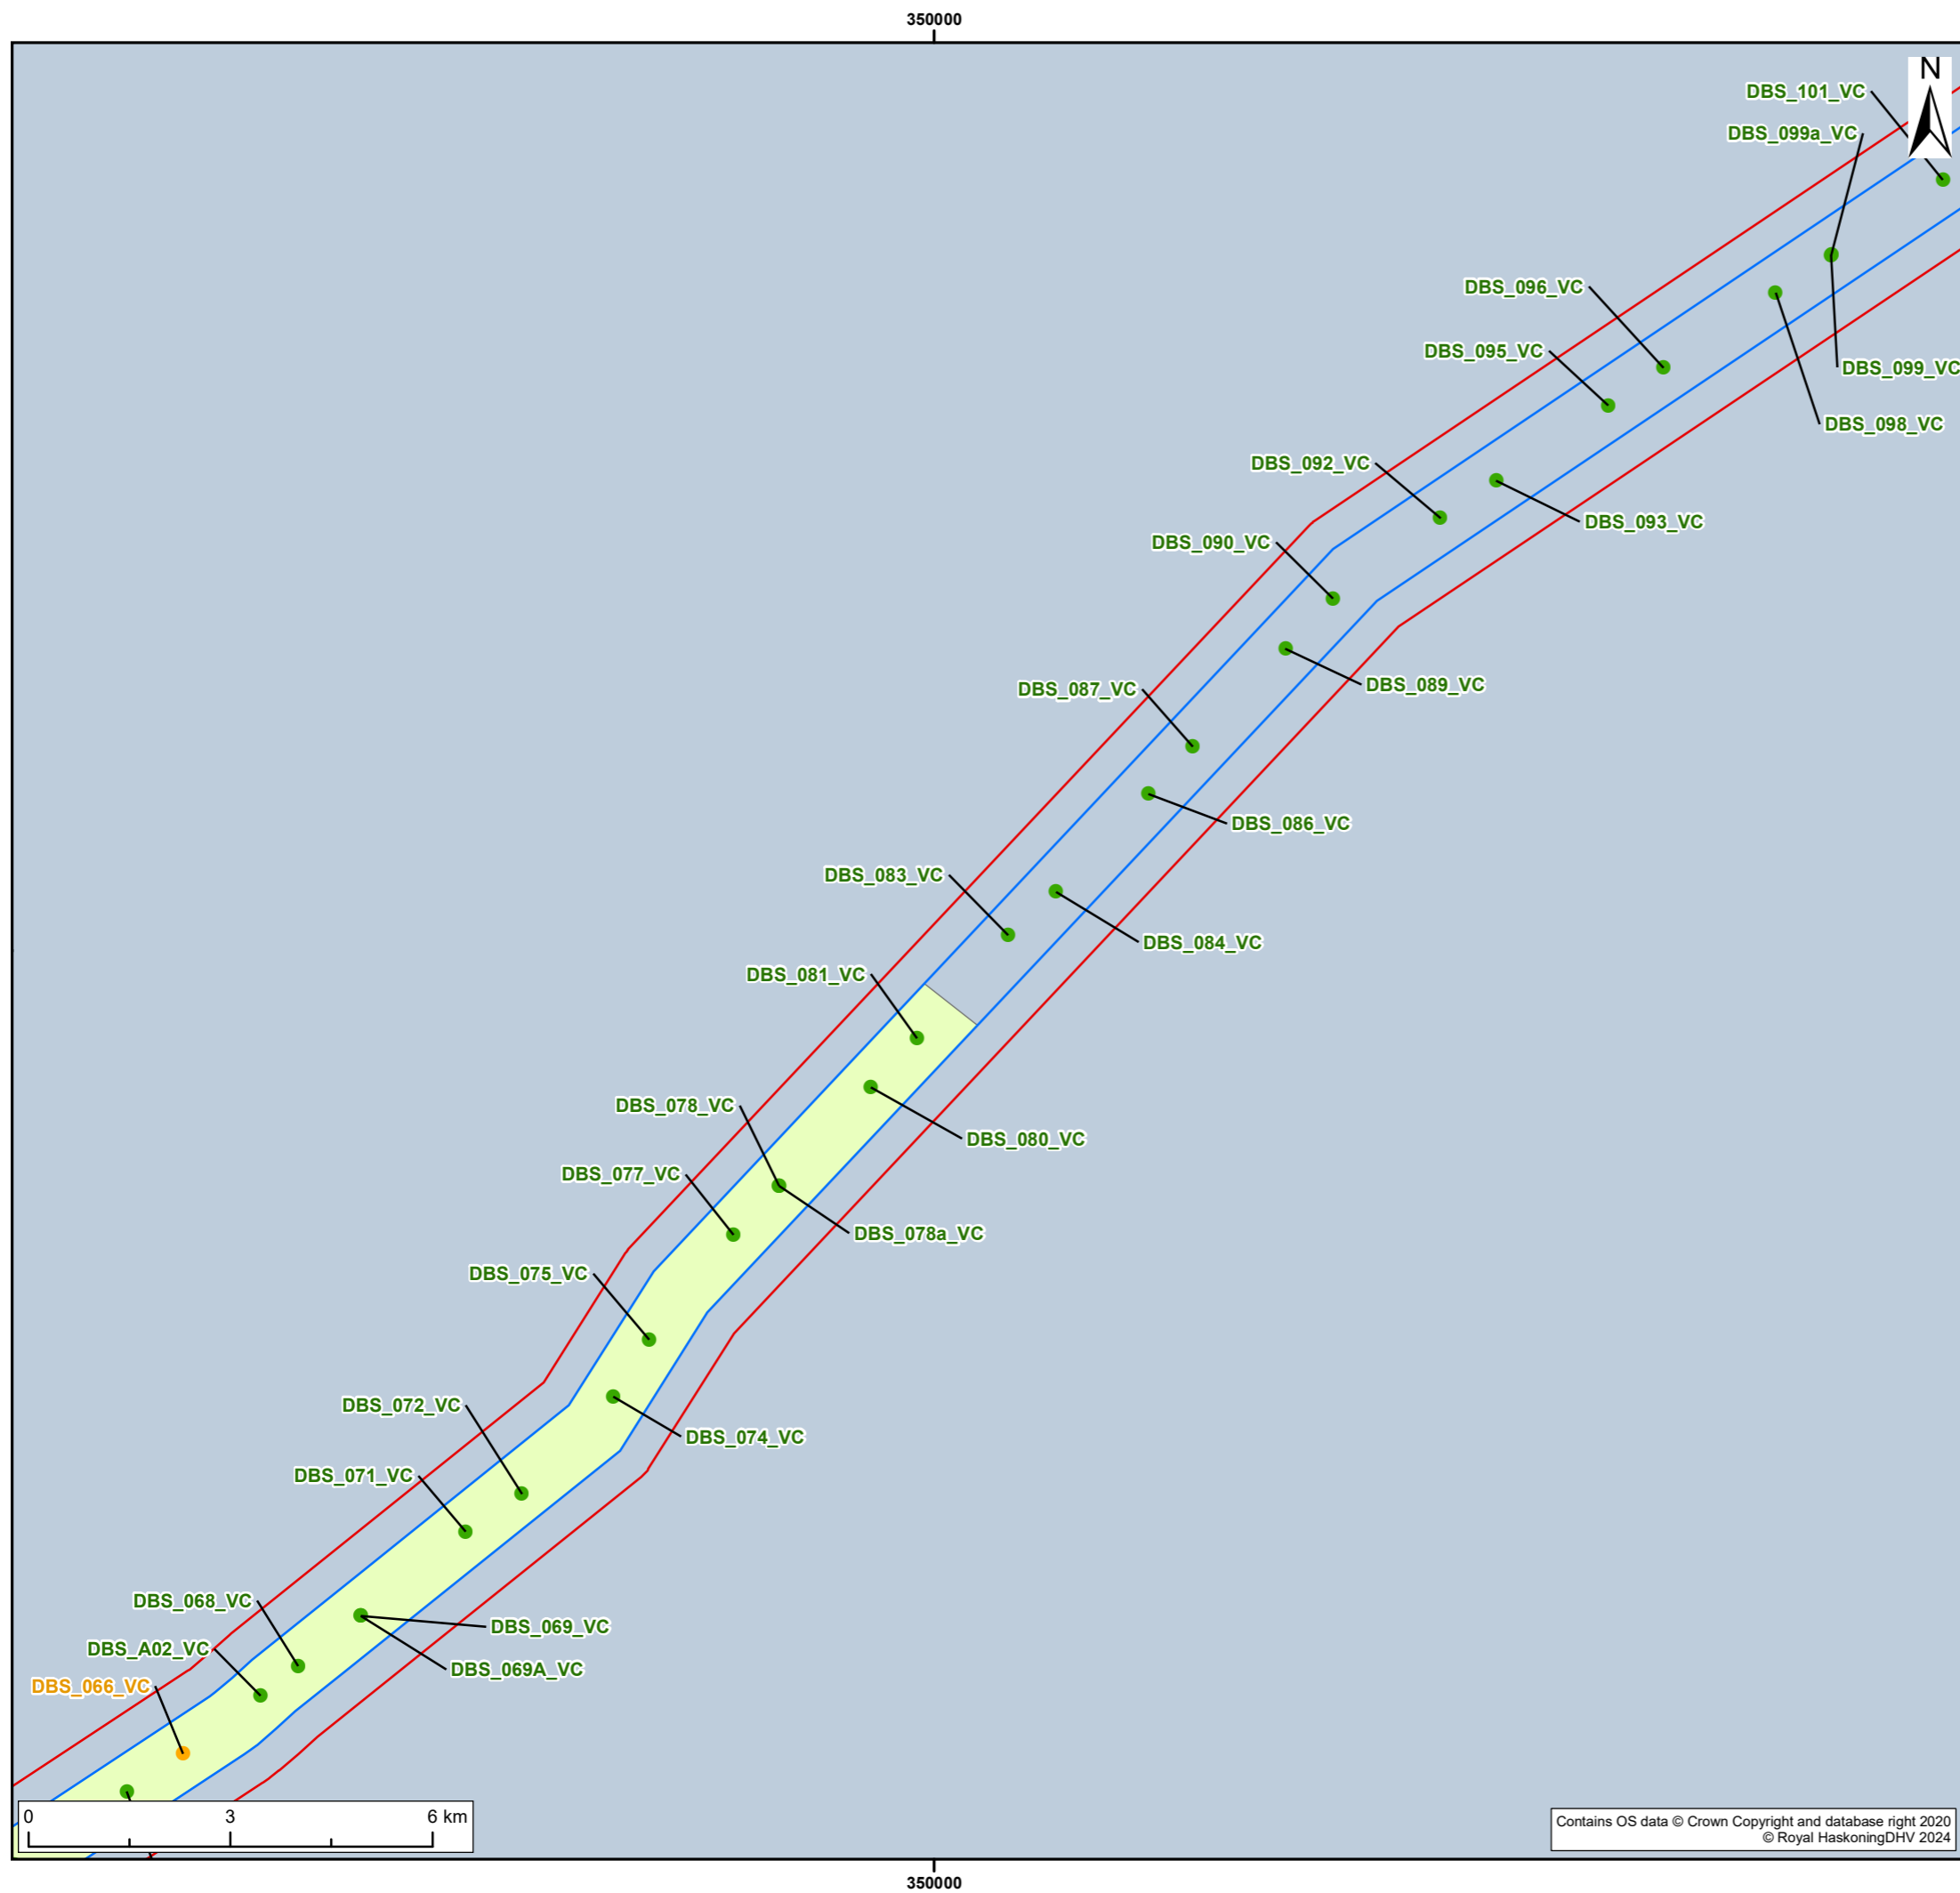 350000
N
DBS_101_VC
DBS_099a_VC
DBS_096_VC
DBS_095_VC
DBS_099_VC
DBS_098_VC
DBS_092_VC
DBS_093_VC
DBS_090_VC
DBS_089_VC
DBS_087_VC
DBS_086_VC
DBS_083_VC
DBS_084_VC
DBS_081_VC
DBS_078_VC
DBS_080_VC
DBS_077_VC
DBS_078a_VC
DBS_075_VC
DBS_072_VC
DBS_074_VC
DBS_071_VC
DBS_068_VC
DBS_069_VC
DBS_A02_VC
DBS_069A_VC
DBS_066_VC
0 3 6 km
Contains OS data © Crown Copyright and database right 2020
© Royal HaskoningDHV 2024
350000